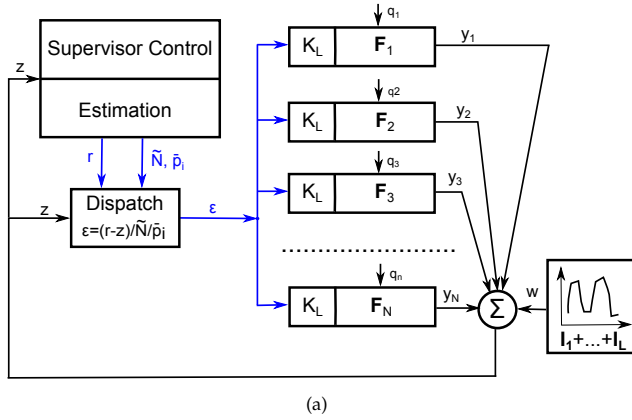 Supervisor Control
Estimation
z
r
Ñ, p̄ᵢ
z
Dispatch
ε=(r-z)/Ñ/p̄i
ε
q₁
K_L
F₁
y₁
q2
K_L
F₂
y₂
q₃
K_L
F₃
y₃
qₙ
K_L
F_N
y_N
Σ
w
I₁+...+I_L
(a)